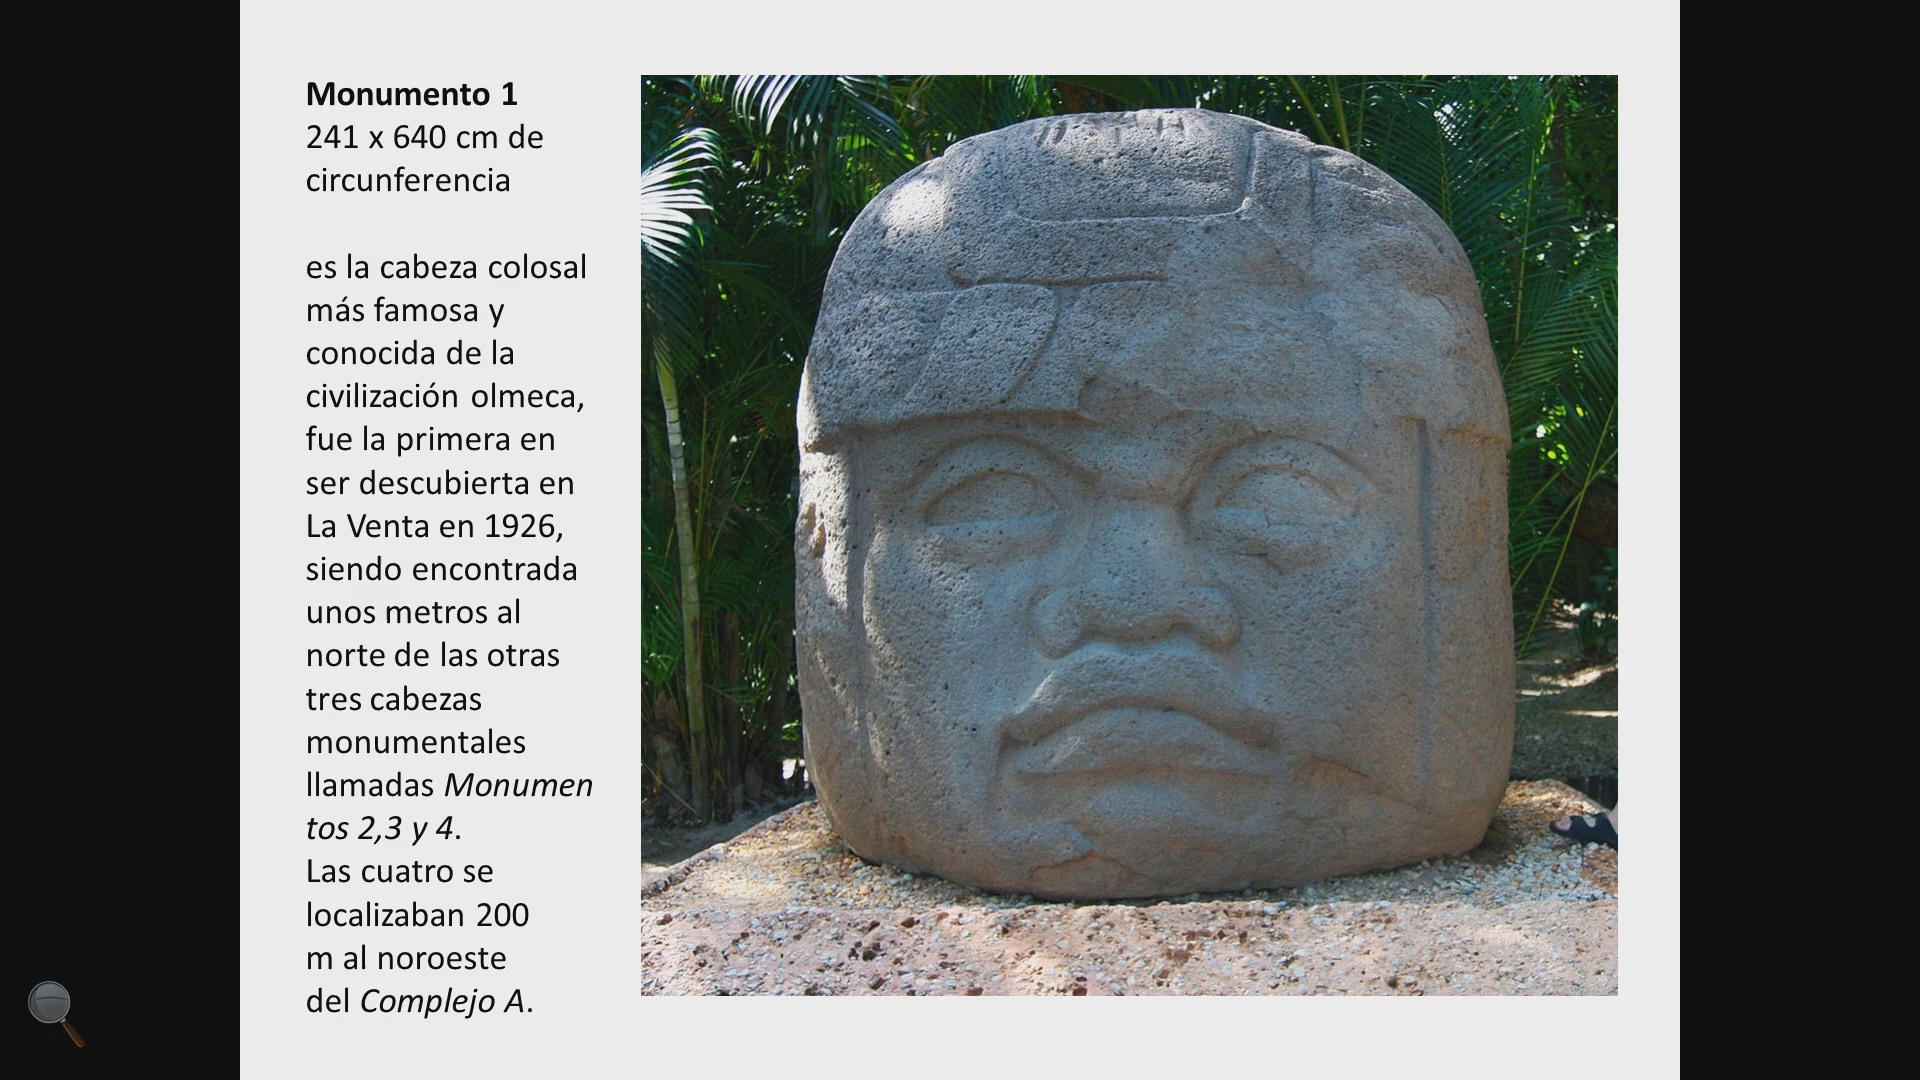 Monumento 1
241 x 640 cm de
circunferencia
es la cabeza colosal
más famosa y
conocida de la
civilización olmeca,
fue la primera en
ser descubierta en
La Venta en 1926,
siendo encontrada
unos metros al
norte de las otras
tres cabezas
monumentales
llamadas Monumen
tos 2,3 y 4.
Las cuatro se
localizaban 200
m al noroeste
del Complejo A.